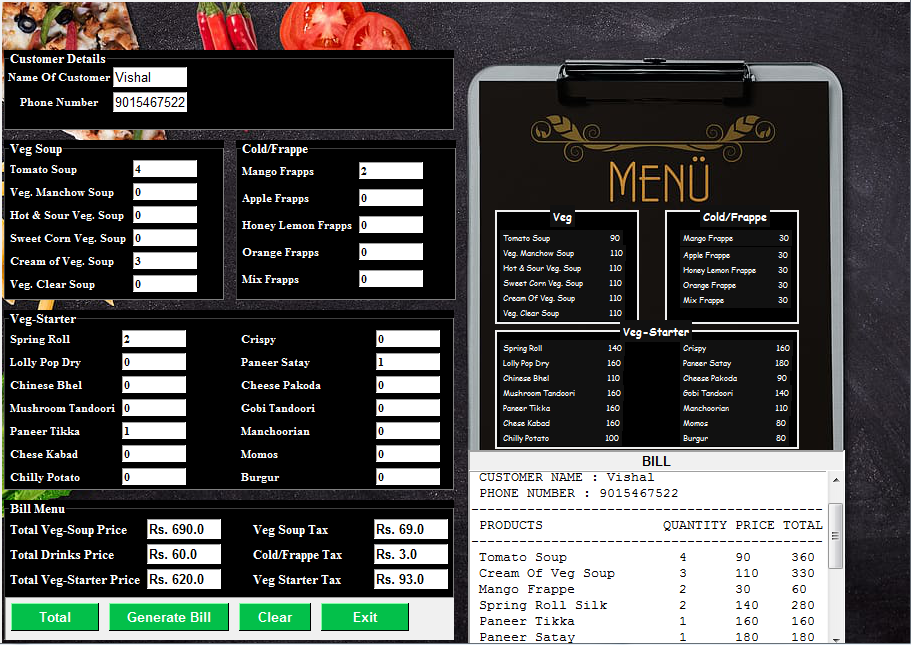 Customer Details
Name Of Customer Vishal
Phone Number 9015467522
Veg Soup
Tomato Soup 4
Veg. Manchow Soup 0
Hot & Sour Veg. Soup 0
Sweet Corn Veg. Soup 0
Cream of Veg. Soup 3
Veg. Clear Soup 0
Cold/Frappe
Mango Frapps 2
Apple Frapps 0
Honey Lemon Frapps 0
Orange Frapps 0
Mix Frapps 0
Veg-Starter
Spring Roll 2 Crispy 0
Lolly Pop Dry 0 Paneer Satay 1
Chinese Bhel 0 Cheese Pakoda 0
Mushroom Tandoori 0 Gobi Tandoori 0
Paneer Tikka 1 Manchoorian 0
Chese Kabad 0 Momos 0
Chilly Potato 0 Burgur 0
Bill Menu
Total Veg-Soup Price Rs. 690.0 Veg Soup Tax Rs. 69.0
Total Drinks Price Rs. 60.0 Cold/Frappe Tax Rs. 3.0
Total Veg-Starter Price Rs. 620.0 Veg Starter Tax Rs. 93.0
Total Generate Bill Clear Exit
MENÜ
Veg
Tomato Soup 90
Veg. Manchow Soup 110
Hot & Sour Veg. Soup 110
Sweet Corn Veg. Soup 110
Cream Of Veg. Soup 110
Veg. Clear Soup 110
Cold/Frappe
Mango Frappe 30
Apple Frappe 30
Honey Lemon Frappe 30
Orange Frappe 30
Mix Frappe 30
Veg-Starter
Spring Roll 140 Crispy 160
Lolly Pop Dry 160 Paneer Satay 180
Chinese Bhel 110 Cheese Pakoda 90
Mushroom Tandoori 160 Gobi Tandoori 140
Paneer Tikka 160 Manchoorian 110
Chese Kabad 160 Momos 80
Chilly Potato 100 Burgur 80
BILL
CUSTOMER NAME : Vishal
PHONE NUMBER : 9015467522
PRODUCTS QUANTITY PRICE TOTAL
Tomato Soup 4 90 360
Cream Of Veg Soup 3 110 330
Mango Frappe 2 30 60
Spring Roll Silk 2 140 280
Paneer Tikka 1 160 160
Paneer Satay 1 180 180